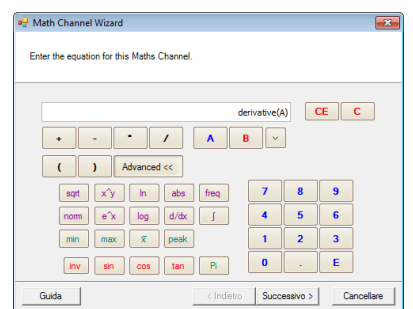 Math Channel Wizard
Enter the equation for this Maths Channel.
derivative(A) CE C
+ - * / A B
( ) Advanced <<
sqrt x^y ln abs freq 7 8 9
norm e^x log d/dx ∫ 4 5 6
min max x̅ peak 1 2 3
inv sin cos tan Pi 0 . E
Guida < Indietro Successivo > Cancellare